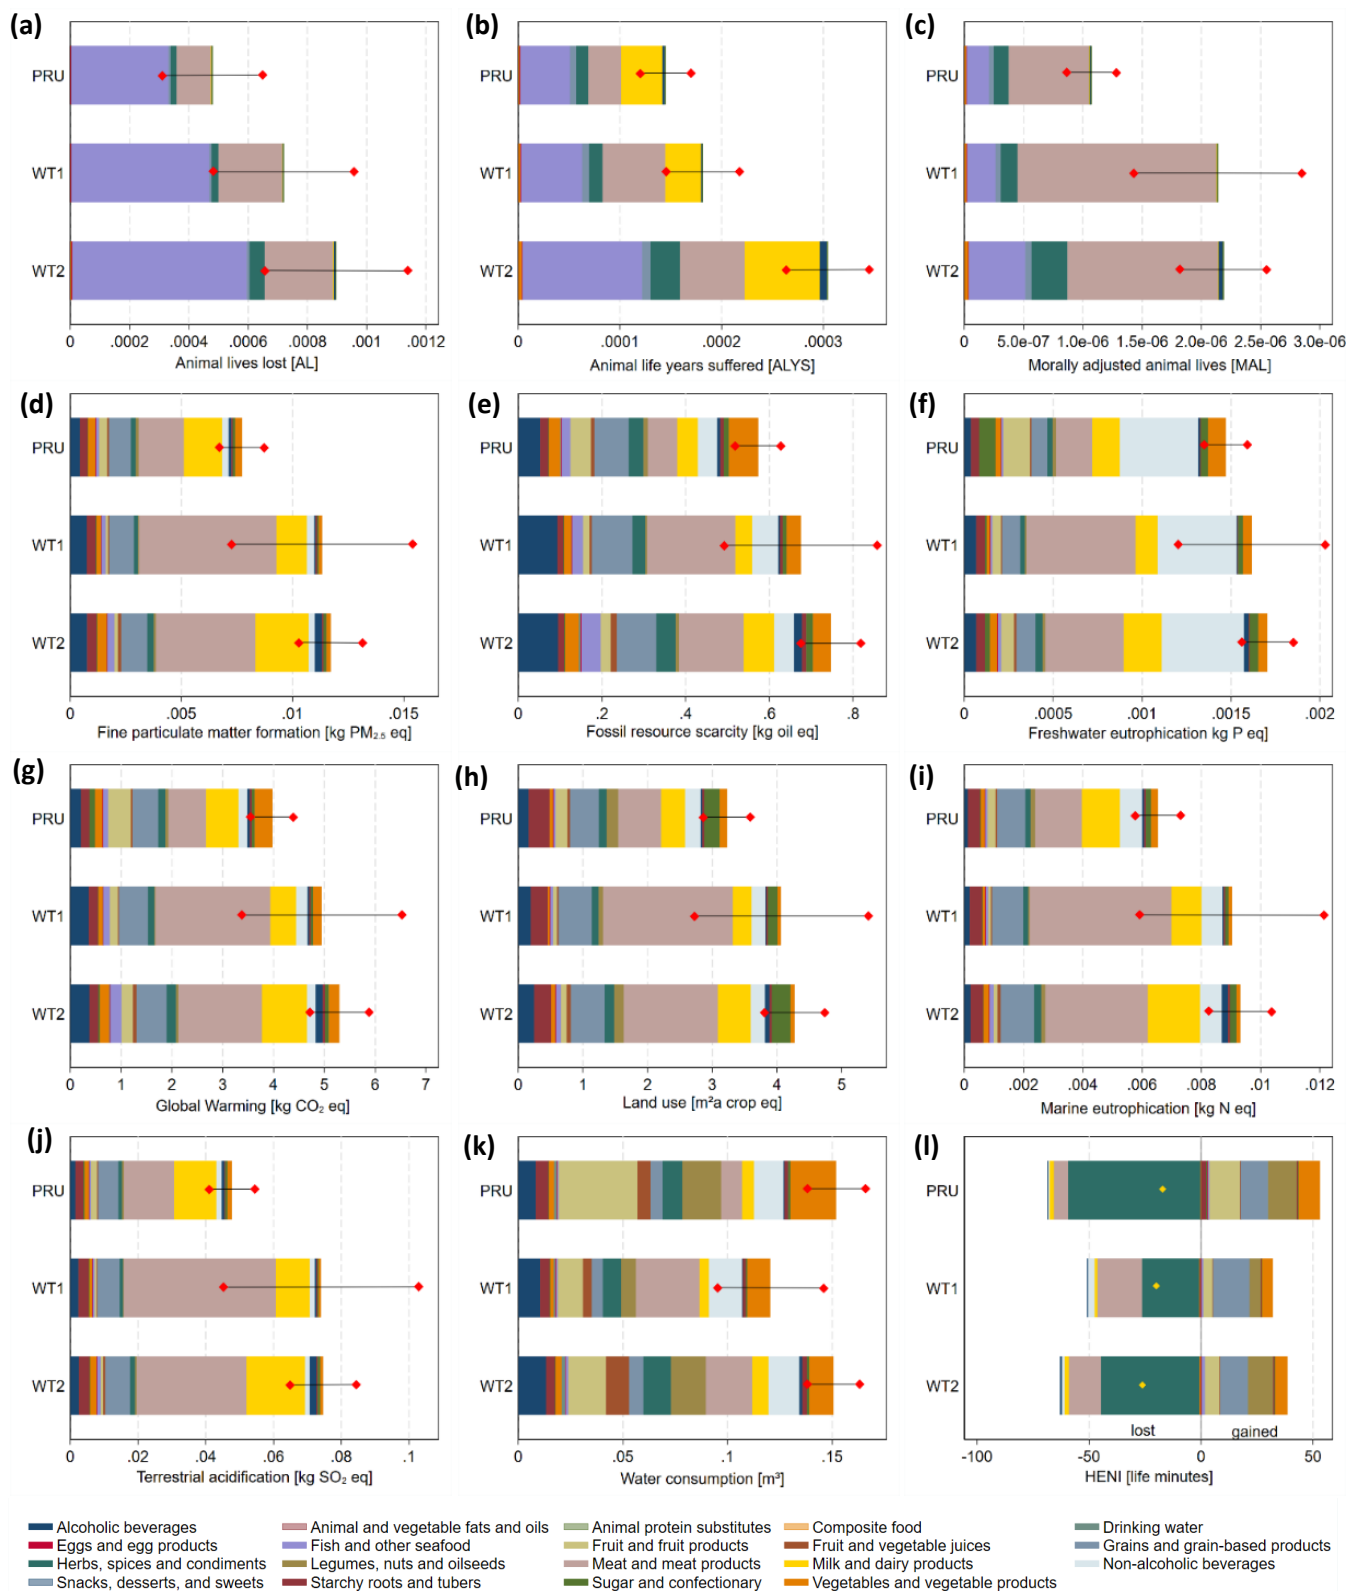 (a) (b) (c)
PRU PRU PRU
WT1 WT1 WT1
WT2 WT2 WT2
0 .0002 .0004 .0006 .0008 .001 .0012 0 .0001 .0002 .0003 0 5.0e-07 1.0e-06 1.5e-06 2.0e-06 2.5e-06 3.0e-06
Animal lives lost [AL] Animal life years suffered [ALYS] Morally adjusted animal lives [MAL]
(d) (e) (f)
PRU PRU PRU
WT1 WT1 WT1
WT2 WT2 WT2
0 .005 .01 .015 0 .2 .4 .6 .8 0 .0005 .001 .0015 .002
Fine particulate matter formation [kg PM₂.₅ eq] Fossil resource scarcity [kg oil eq] Freshwater eutrophication kg P eq]
(g) (h) (i)
PRU PRU PRU
WT1 WT1 WT1
WT2 WT2 WT2
0 1 2 3 4 5 6 7 0 1 2 3 4 5 0 .002 .004 .006 .008 .01 .012
Global Warming [kg CO₂ eq] Land use [m²a crop eq] Marine eutrophication [kg N eq]
(j) (k) (l)
PRU PRU PRU
WT1 WT1 WT1
WT2 WT2 WT2
lost gained
0 .02 .04 .06 .08 .1 0 .05 .1 .15 -100 -50 0 50
Terrestrial acidification [kg SO₂ eq] Water consumption [m³] HENI [life minutes]
Alcoholic beverages Animal and vegetable fats and oils Animal protein substitutes Composite food Drinking water
Eggs and egg products Fish and other seafood Fruit and fruit products Fruit and vegetable juices Grains and grain-based products
Herbs, spices and condiments Legumes, nuts and oilseeds Meat and meat products Milk and dairy products Non-alcoholic beverages
Snacks, desserts, and sweets Starchy roots and tubers Sugar and confectionary Vegetables and vegetable products